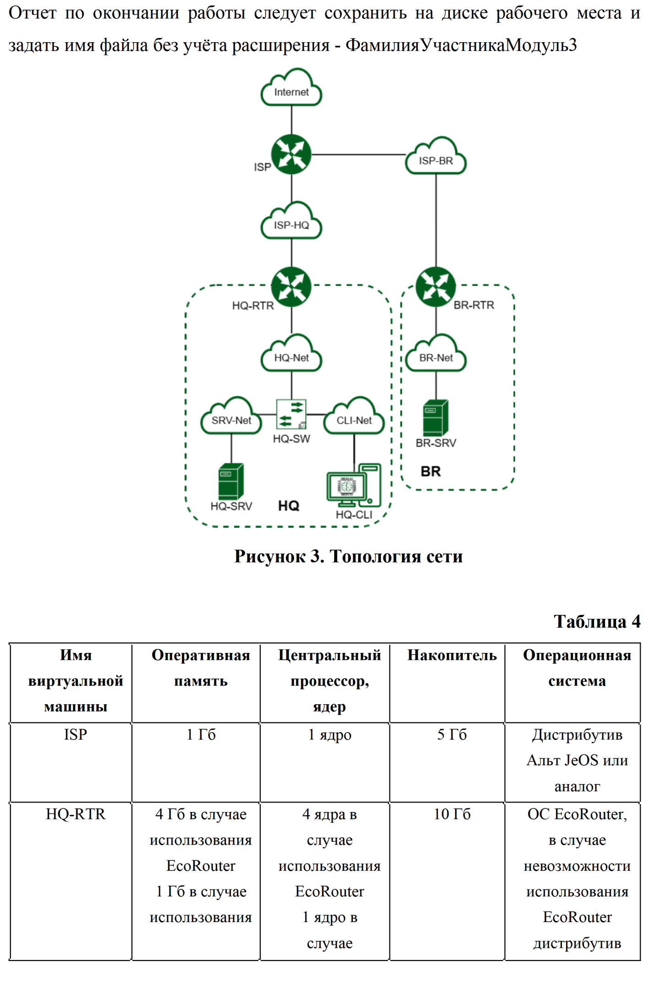 Отчет по окончании работы следует сохранить на диске рабочего места и
задать имя файла без учёта расширения - ФамилияУчастникаМодуль3
Internet
ISP
ISP-BR
ISP-HQ
HQ-RTR
BR-RTR
HQ-Net
BR-Net
SRV-Net
CLI-Net
HQ-SW
BR-SRV
BR
HQ-SRV
HQ
HQ-CLI
Рисунок 3. Топология сети
Таблица 4
Имя
виртуальной
машины
Оперативная
память
Центральный
процессор,
ядер
Накопитель
Операционная
система
ISP
1 Гб
1 ядро
5 Гб
Дистрибутив
Альт JeOS или
аналог
HQ-RTR
4 Гб в случае
использования
EcoRouter
1 Гб в случае
использования
4 ядра в
случае
использования
EcoRouter
1 ядро в
случае
10 Гб
ОС EcoRouter,
в случае
невозможности
использования
EcoRouter
дистрибутив